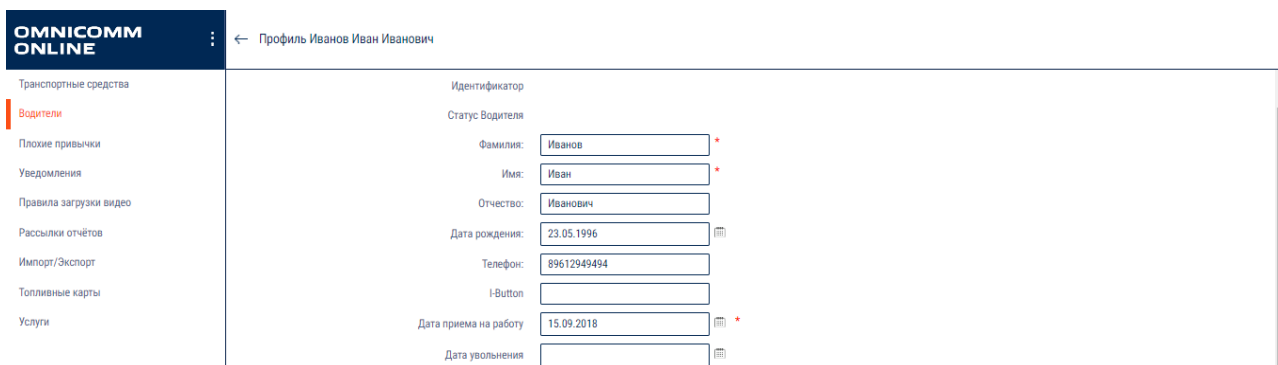 OMNICOMM
ONLINE
Профиль Иванов Иван Иванович
Транспортные средства
Водители
Плохие привычки
Уведомления
Правила загрузки видео
Рассылки отчётов
Импорт/Экспорт
Топливные карты
Услуги
Идентификатор
Статус Водителя
Фамилия: Иванов *
Имя: Иван *
Отчество: Иванович
Дата рождения: 23.05.1996
Телефон: 89612949494
I-Button
Дата приема на работу 15.09.2018 *
Дата увольнения